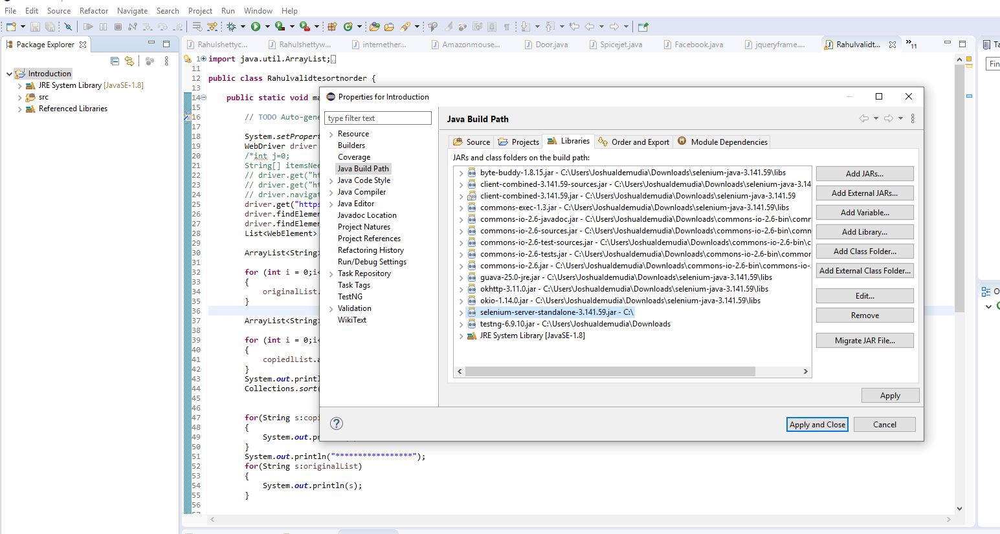 File Edit Source Refactor Navigate Search Project Run Window Help
Package Explorer
Rahulshettyc... Rahulshettyw... internether... Amazonmouse... Door.java Spicejet.java Facebook.java jqueryframe.... Rahulvalidt... »11
Introduction
JRE System Library [JavaSE-1.8]
src
Referenced Libraries
1 import java.util.ArrayList;
11
12 public class Rahulvalidtesortnorder {
13
14 public static void ma
15
16 // TODO Auto-gene
17
18 System.setPropert
19 WebDriver driver
20 /*int j=0;
21 String[] itemsNee
22 // driver.get("ht
23 // driver.get("ht
24 // driver.navigat
25 driver.get("https
26 driver.findElemen
27 driver.findElemen
28 List<WebElement>
29
30 ArrayList<String>
31
32 for (int i = 0;i<
33 {
34 originalList.
35 }
36
37 ArrayList<String>
38
39 for (int i = 0;i<
40 {
41 copiedlList.a
42 }
43 System.out.printl
44 Collections.sort(
45
46
47 for(String s:copi
48 {
49 System.out.pr
50 }
51 System.out.println("*****************");
52 for(String s:originalList)
53 {
54 System.out.println(s);
55 }
56
57
Properties for Introduction
type filter text
Resource
Builders
Coverage
Java Build Path
Java Code Style
Java Compiler
Java Editor
Javadoc Location
Project Natures
Project References
Refactoring History
Run/Debug Settings
Task Repository
Task Tags
TestNG
Validation
WikiText
Java Build Path
Source Projects Libraries Order and Export Module Dependencies
JARs and class folders on the build path:
byte-buddy-1.8.15.jar - C:\Users\Joshualdemudia\Downloads\selenium-java-3.141.59\libs
client-combined-3.141.59-sources.jar - C:\Users\Joshualdemudia\Downloads\selenium-java-3.14
client-combined-3.141.59.jar - C:\Users\Joshualdemudia\Downloads\selenium-java-3.141.59
commons-exec-1.3.jar - C:\Users\Joshualdemudia\Downloads\selenium-java-3.141.59\libs
commons-io-2.6-javadoc.jar - C:\Users\Joshualdemudia\Downloads\commons-io-2.6-bin\comm
commons-io-2.6-sources.jar - C:\Users\Joshualdemudia\Downloads\commons-io-2.6-bin\comm
commons-io-2.6-test-sources.jar - C:\Users\Joshualdemudia\Downloads\commons-io-2.6-bin\c
commons-io-2.6-tests.jar - C:\Users\Joshualdemudia\Downloads\commons-io-2.6-bin\commor
commons-io-2.6.jar - C:\Users\Joshualdemudia\Downloads\commons-io-2.6-bin\commons-io-
guava-25.0-jre.jar - C:\Users\Joshualdemudia\Downloads\selenium-java-3.141.59\libs
okhttp-3.11.0.jar - C:\Users\Joshualdemudia\Downloads\selenium-java-3.141.59\libs
okio-1.14.0.jar - C:\Users\Joshualdemudia\Downloads\selenium-java-3.141.59\libs
selenium-server-standalone-3.141.59.jar - C:\
testng-6.9.10.jar - C:\Users\Joshualdemudia\Downloads
JRE System Library [JavaSE-1.8]
Add JARs...
Add External JARs...
Add Variable...
Add Library...
Add Class Folder...
Add External Class Folder...
Edit...
Remove
Migrate JAR File...
Apply
Apply and Close Cancel
Ta
Fin
O